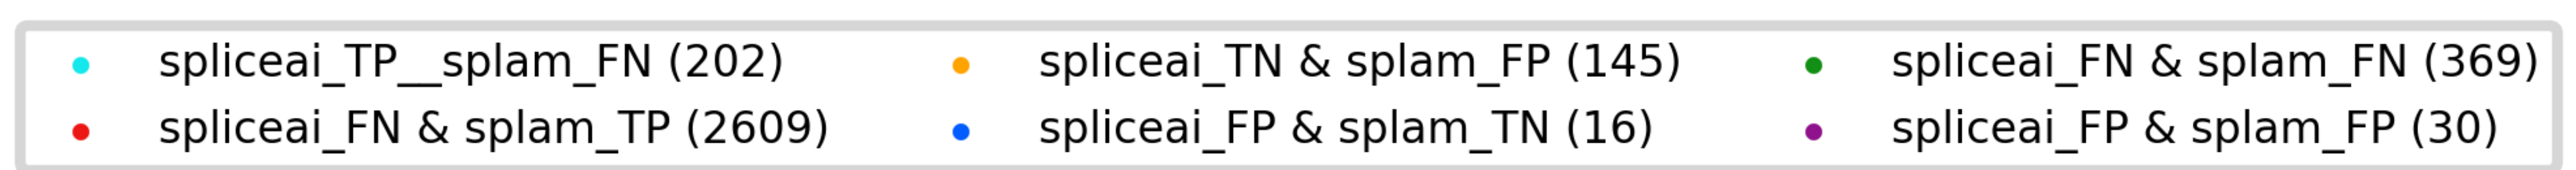 spliceai_TP__splam_FN (202) spliceai_TN & splam_FP (145) spliceai_FN & splam_FN (369)
spliceai_FN & splam_TP (2609) spliceai_FP & splam_TN (16) spliceai_FP & splam_FP (30)